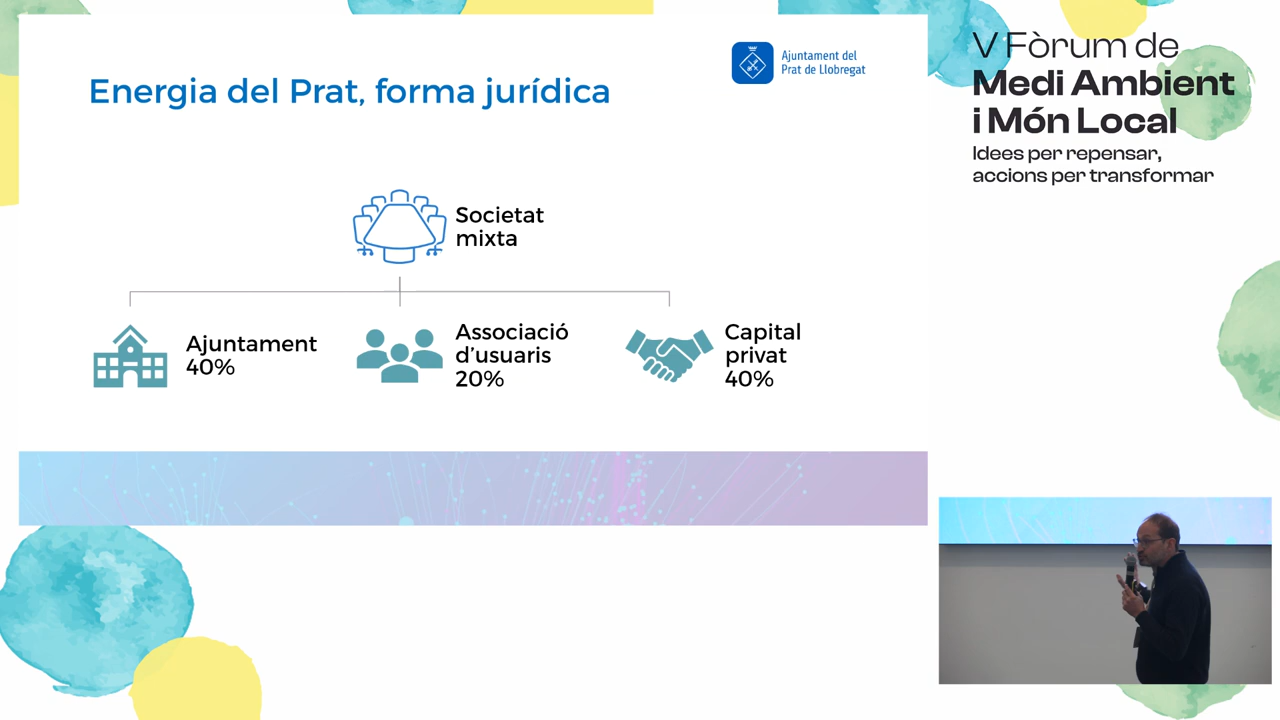 Energia del Prat, forma jurídica
Ajuntament del
Prat de Llobregat
Societat
mixta
Ajuntament
40%
Associació
d'usuaris
20%
Capital
privat
40%
V Fòrum de
Medi Ambient
i Món Local
Idees per repensar,
accions per transformar